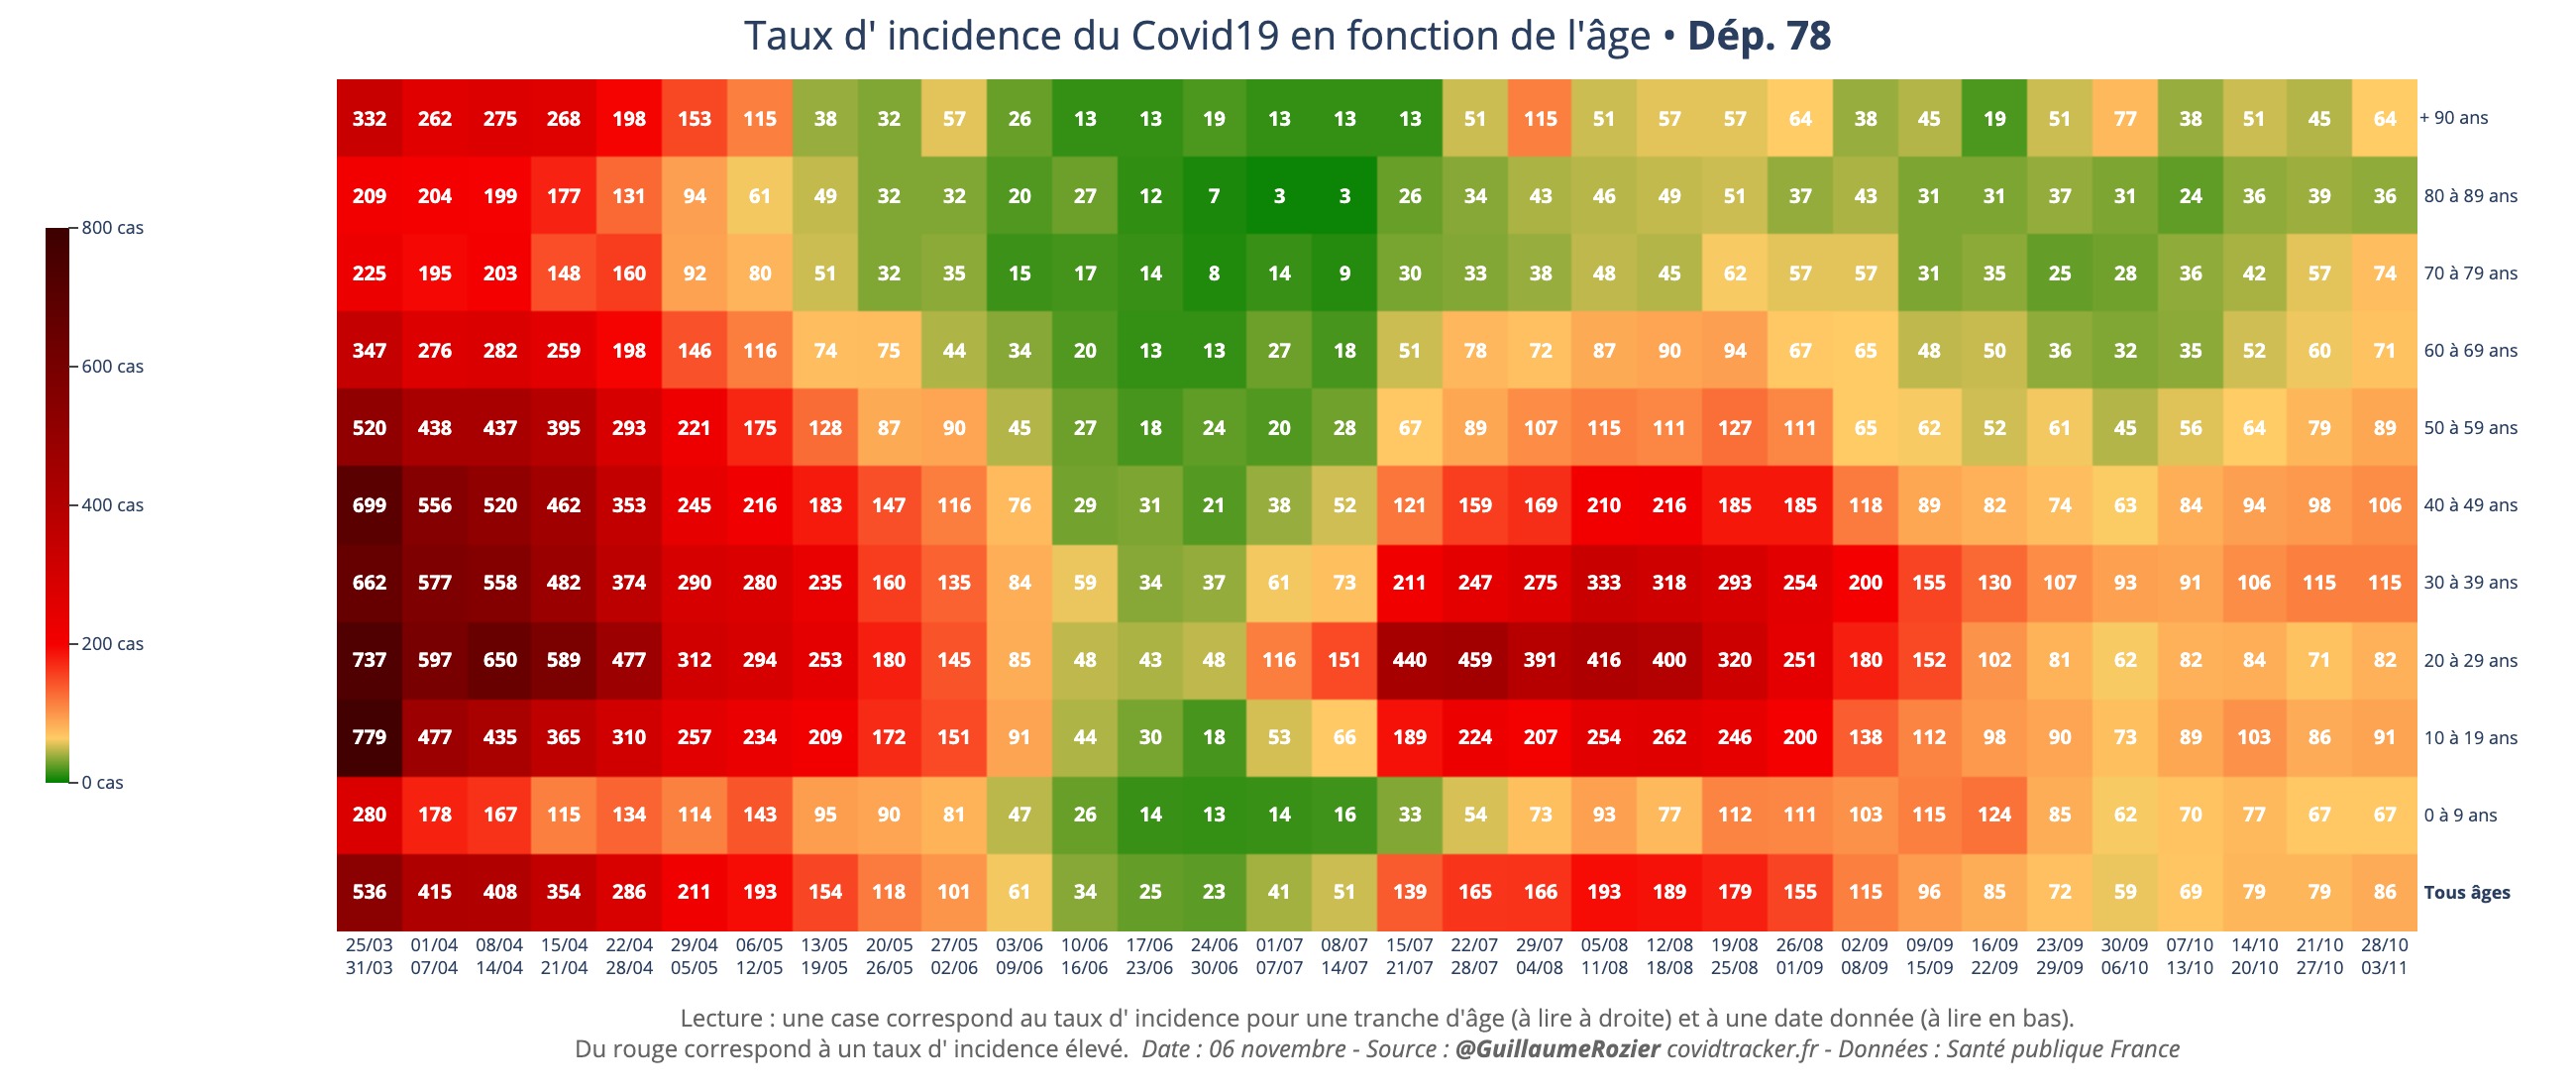 Taux d' incidence du Covid19 en fonction de l'âge • Dép. 78
332 262 275 268 198 153 115 38 32 57 26 13 13 19 13 13 13 51 115 51 57 57 64 38 45 19 51 77 38 51 45 64 + 90 ans
209 204 199 177 131 94 61 49 32 32 20 27 12 7 3 3 26 34 43 46 49 51 37 43 31 31 37 31 24 36 39 36 80 à 89 ans
800 cas
225 195 203 148 160 92 80 51 32 35 15 17 14 8 14 9 30 33 38 48 45 62 57 57 31 35 25 28 36 42 57 74 70 à 79 ans
347 276 282 259 198 146 116 74 75 44 34 20 13 13 27 18 51 78 72 87 90 94 67 65 48 50 36 32 35 52 60 71 60 à 69 ans
600 cas
520 438 437 395 293 221 175 128 87 90 45 27 18 24 20 28 67 89 107 115 111 127 111 65 62 52 61 45 56 64 79 89 50 à 59 ans
400 cas
699 556 520 462 353 245 216 183 147 116 76 29 31 21 38 52 121 159 169 210 216 185 185 118 89 82 74 63 84 94 98 106 40 à 49 ans
662 577 558 482 374 290 280 235 160 135 84 59 34 37 61 73 211 247 275 333 318 293 254 200 155 130 107 93 91 106 115 115 30 à 39 ans
200 cas
737 597 650 589 477 312 294 253 180 145 85 48 43 48 116 151 440 459 391 416 400 320 251 180 152 102 81 62 82 84 71 82 20 à 29 ans
779 477 435 365 310 257 234 209 172 151 91 44 30 18 53 66 189 224 207 254 262 246 200 138 112 98 90 73 89 103 86 91 10 à 19 ans
0 cas
280 178 167 115 134 114 143 95 90 81 47 26 14 13 14 16 33 54 73 93 77 112 111 103 115 124 85 62 70 77 67 67 0 à 9 ans
536 415 408 354 286 211 193 154 118 101 61 34 25 23 41 51 139 165 166 193 189 179 155 115 96 85 72 59 69 79 79 86 Tous âges
25/03 01/04 08/04 15/04 22/04 29/04 06/05 13/05 20/05 27/05 03/06 10/06 17/06 24/06 01/07 08/07 15/07 22/07 29/07 05/08 12/08 19/08 26/08 02/09 09/09 16/09 23/09 30/09 07/10 14/10 21/10 28/10
31/03 07/04 14/04 21/04 28/04 05/05 12/05 19/05 26/05 02/06 09/06 16/06 23/06 30/06 07/07 14/07 21/07 28/07 04/08 11/08 18/08 25/08 01/09 08/09 15/09 22/09 29/09 06/10 13/10 20/10 27/10 03/11
Lecture : une case correspond au taux d' incidence pour une tranche d'âge (à lire à droite) et à une date donnée (à lire en bas).
Du rouge correspond à un taux d' incidence élevé. Date : 06 novembre - Source : @GuillaumeRozier covidtracker.fr - Données : Santé publique France